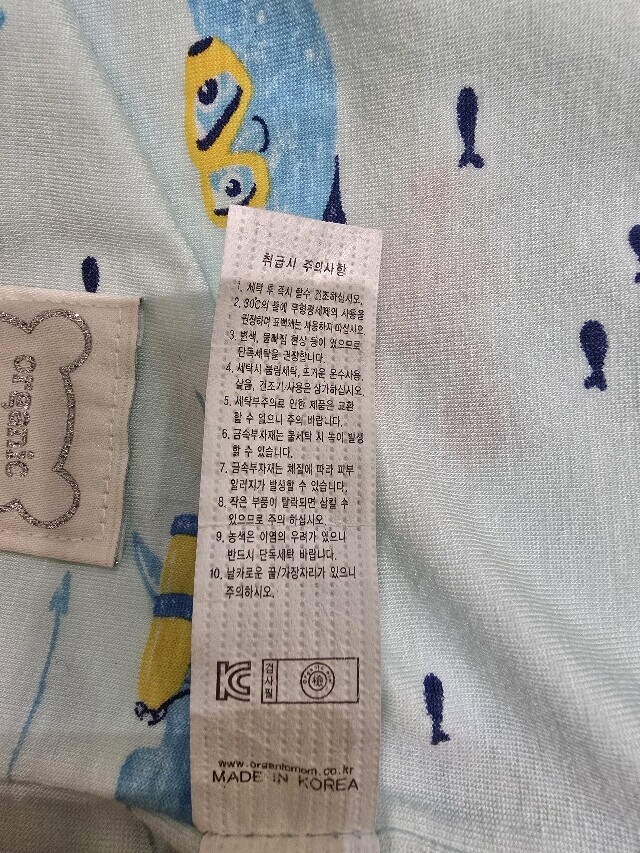 취급시 주의사항
1. 세탁 후 즉시 탈수, 건조하십시오.
2. 30℃의 물에 무형광세제의 사용을
권장하며 표백제는 사용하지 마십시오.
3. 변색, 물빠짐 현상 등이 있으므로
단독세탁을 권장합니다.
4. 세탁시 불림세탁, 뜨거운 온수사용,
삶음, 건조기 사용은 삼가하십시오.
5. 세탁부주의로 인한 제품은 교환
할 수 없으니 주의 바랍니다.
6. 금속부자재는 물세탁 시 녹이 발생
할 수 있습니다.
7. 금속부자재는 체질에 따라 피부
알러지가 발생할 수 있습니다.
8. 작은 부품이 탈락되면 삼킬 수
있으므로 주의 하십시오.
9. 농색은 이염의 우려가 있으니
반드시 단독세탁 바랍니다.
10. 날카로운 끝/가장자리가 있으니
주의하시오.
KC 검사필
www.organicmom.co.kr
MADE IN KOREA
organic